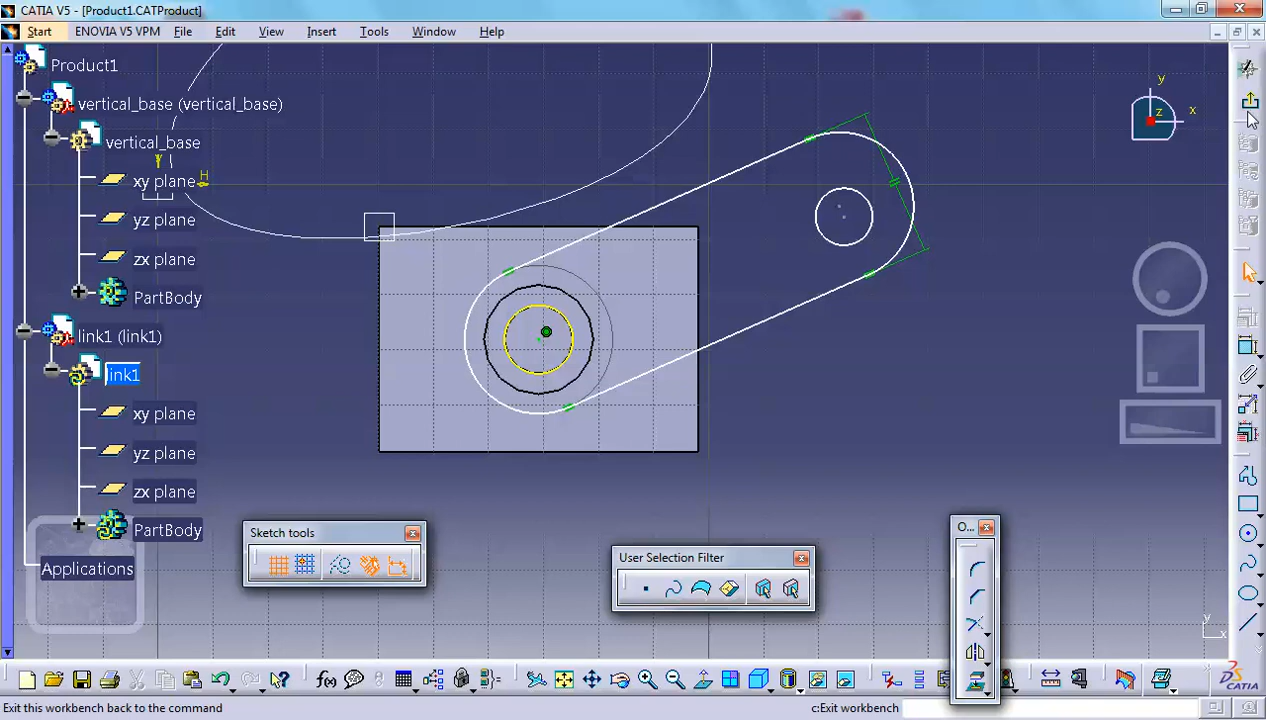 CATIA V5 - [Product1.CATProduct]
Start ENOVIA V5 VPM File Edit View Insert Tools Window Help
Product1
vertical_base (vertical_base)
vertical_base
xy plane
yz plane
zx plane
PartBody
link1 (link1)
link1
xy plane
yz plane
zx plane
PartBody
Applications
Y
H
y
x
z
Sketch tools
User Selection Filter
O...
f(x)
y
x
CATIA
Exit this workbench back to the command
c:Exit workbench